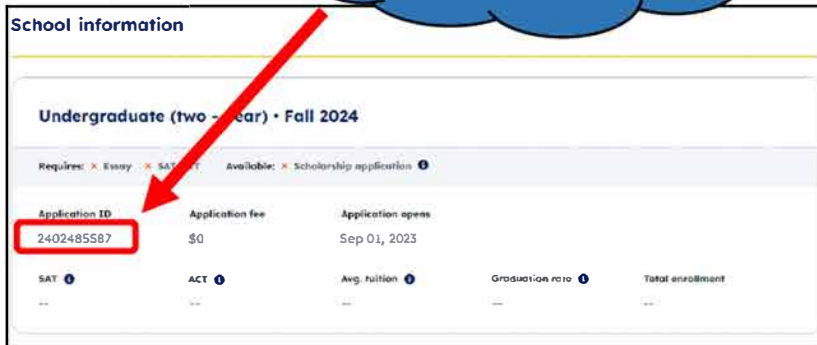 School information
Undergraduate (two - year) • Fall 2024
Requires: × Essay × SAT/ACT Available: × Scholarship application
Application ID Application fee Application opens
2402485587 $0 Sep 01, 2023
SAT ACT Avg. tuition Graduation rate Total enrollment
-- -- -- -- --